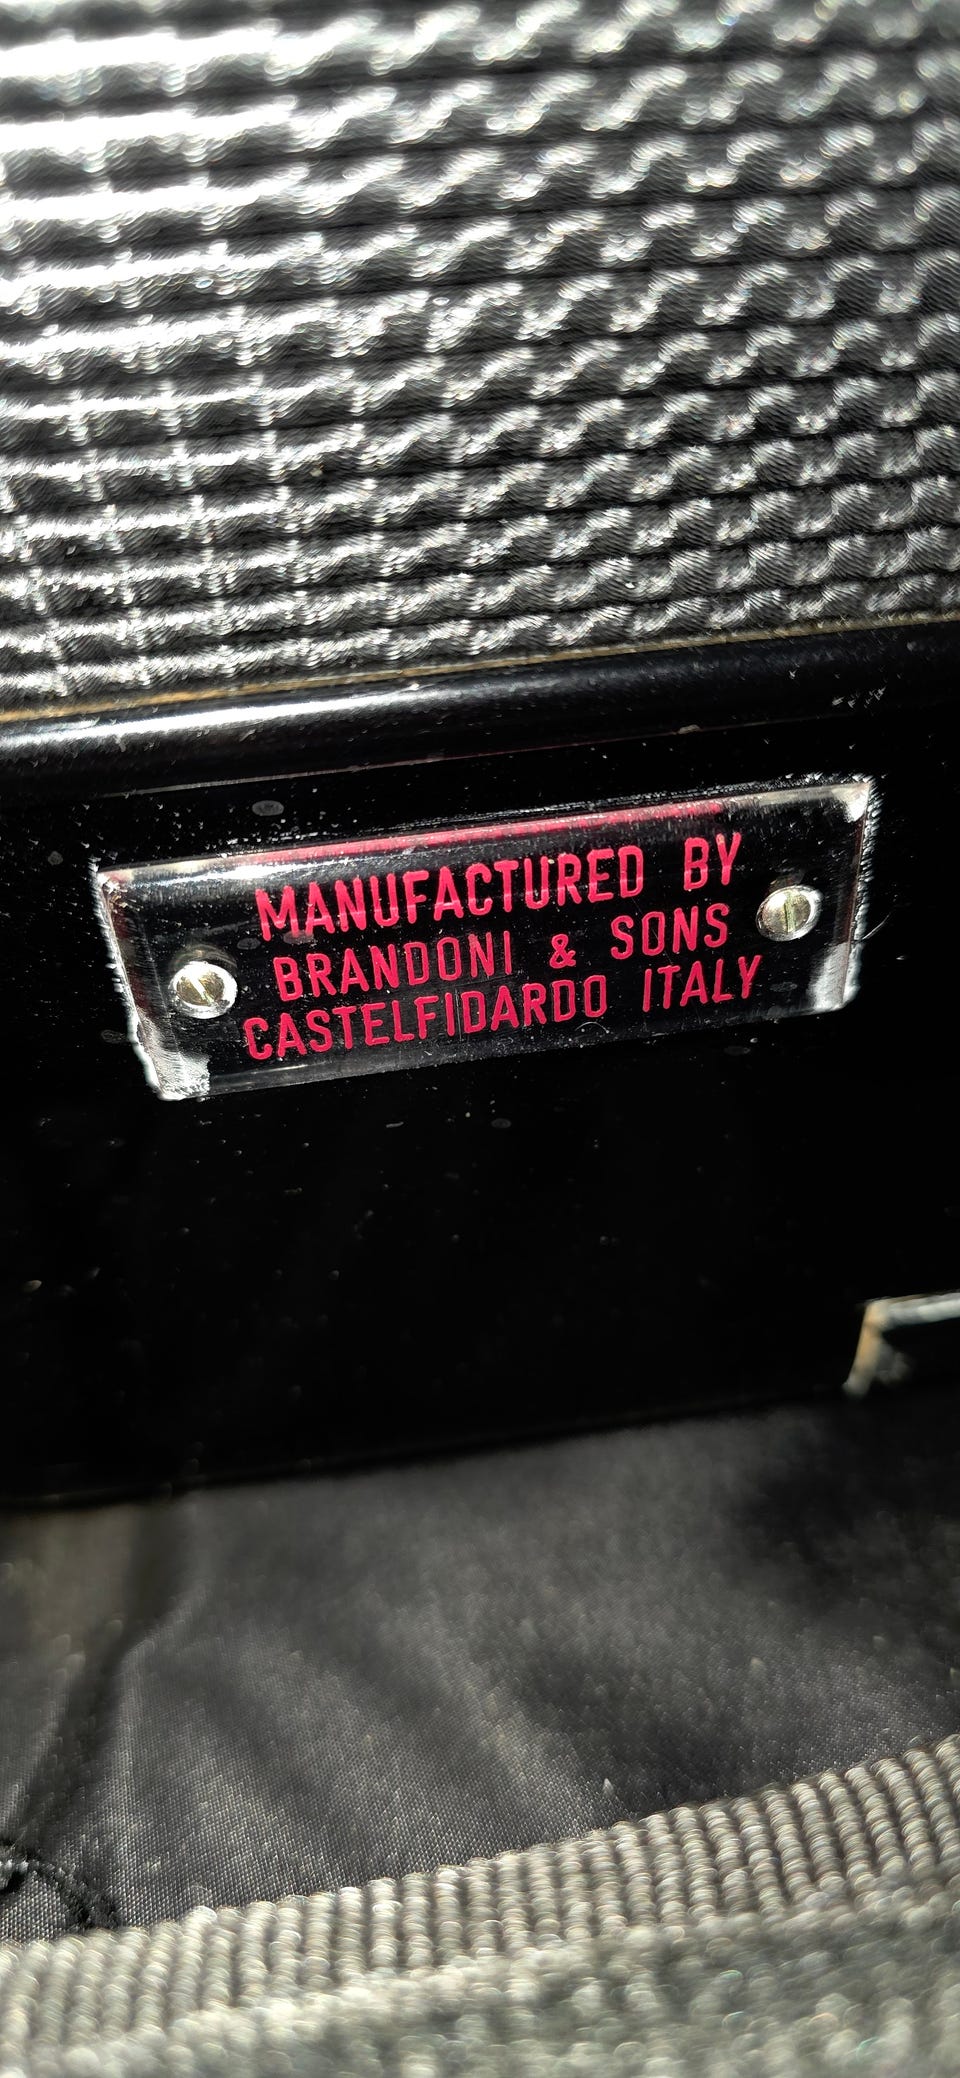 MANUFACTURED BY
BRANDONI & SONS
CASTELFIDARDO ITALY